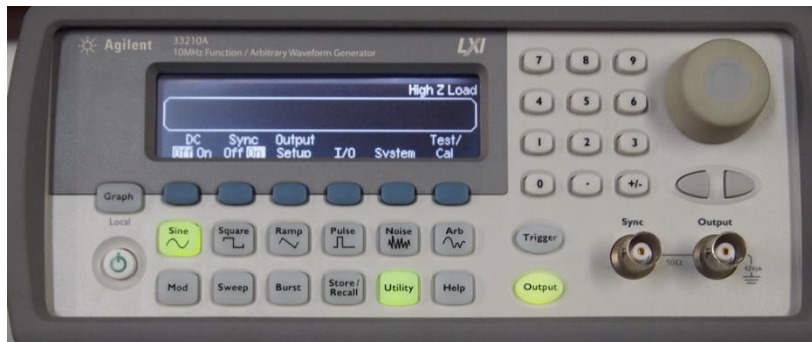 Agilent
33210A
10MHz Function / Arbitrary Waveform Generator
LXI
High Z Load
DC Sync Output Test/
Off On Off On Setup I/O System Cal
7 8 9
4 5 6
1 2 3
0 . +/-
Graph
Local
Sine Square Ramp Pulse Noise Arb
Trigger
Sync Output
50Ω
42Vpk
Mod Sweep Burst Store/ Utility Help
Recall
Output